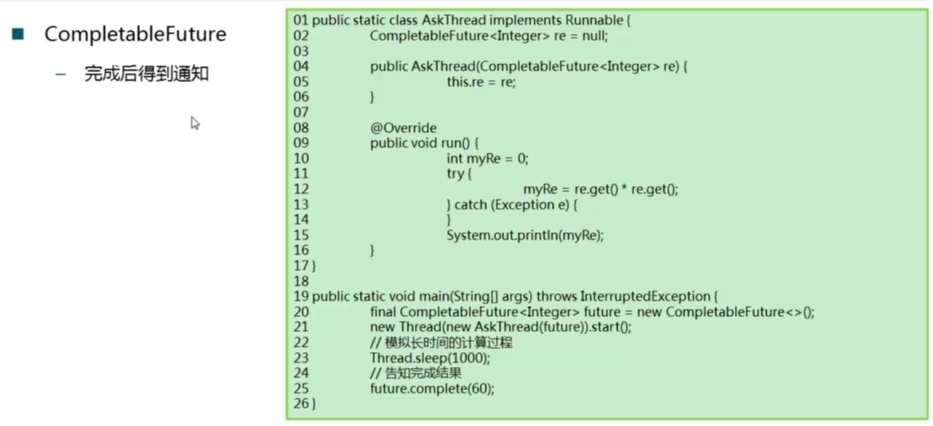 CompletableFuture
– 完成后得到通知
01 public static class AskThread implements Runnable {
02 CompletableFuture<Integer> re = null;
03
04 public AskThread(CompletableFuture<Integer> re) {
05 this.re = re;
06 }
07
08 @Override
09 public void run() {
10 int myRe = 0;
11 try {
12 myRe = re.get() * re.get();
13 } catch (Exception e) {
14 }
15 System.out.println(myRe);
16 }
17 }
18
19 public static void main(String[] args) throws InterruptedException {
20 final CompletableFuture<Integer> future = new CompletableFuture<>();
21 new Thread(new AskThread(future)).start();
22 // 模拟长时间的计算过程
23 Thread.sleep(1000);
24 // 告知完成结果
25 future.complete(60);
26 }